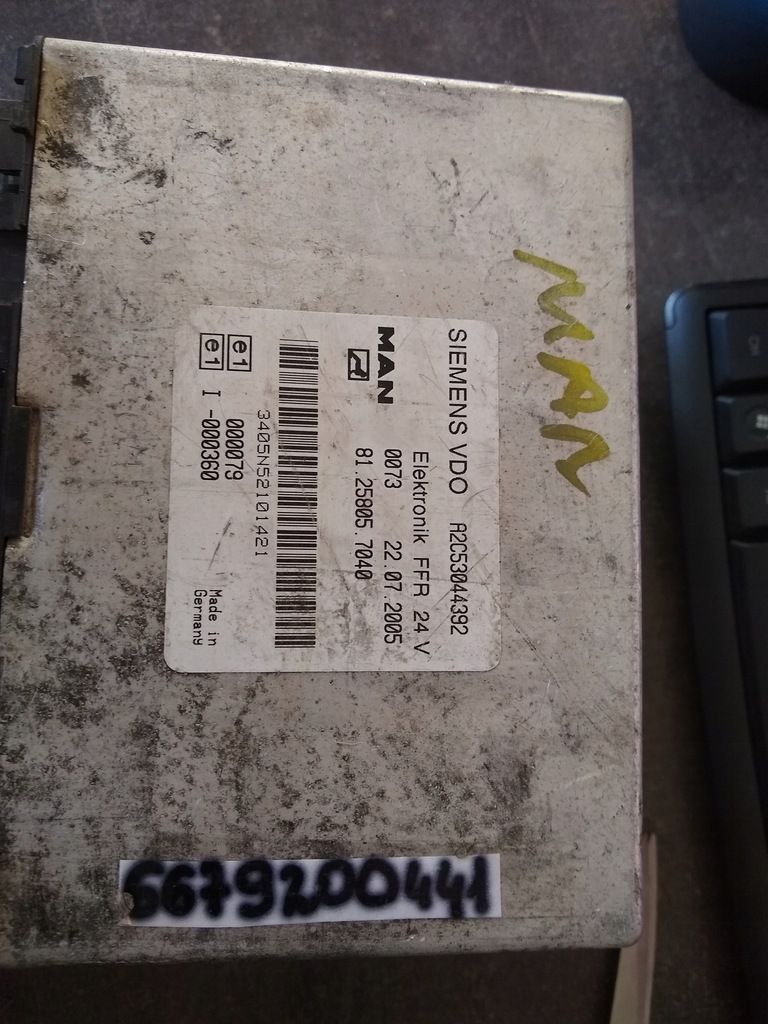 MAN
SIEMENS VDO A2C53044392
MAN
Elektronik FFR 24 V
0073 22.07.2005
81.25805.7040
3405N52101421
e1 000079
e1 I -000360
Made in
Germany
6679200441